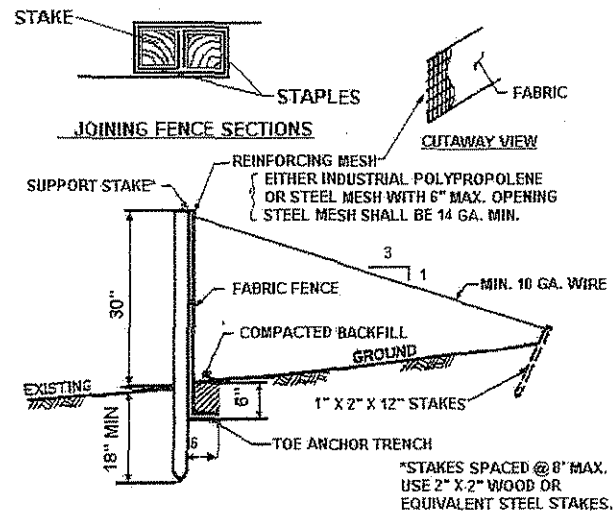 STAKE
STAPLES
FABRIC
JOINING FENCE SECTIONS
CUTAWAY VIEW
REINFORCING MESH
EITHER INDUSTRIAL POLYPROPOLENE
OR STEEL MESH WITH 6" MAX. OPENING
STEEL MESH SHALL BE 14 GA. MIN.
SUPPORT STAKE*
3
1
MIN. 10 GA. WIRE
30"
FABRIC FENCE
COMPACTED BACKFILL
GROUND
EXISTING
6"
1" X 2" X 12" STAKES
18" MIN
6
TOE ANCHOR TRENCH
*STAKES SPACED @ 8' MAX.
USE 2" X 2" WOOD OR
EQUIVALENT STEEL STAKES.